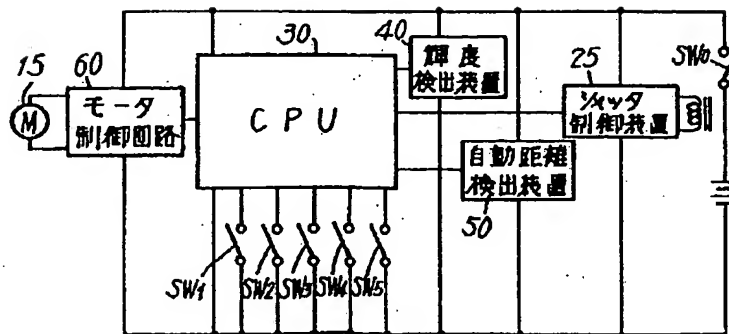 30
40
輝度
検出装置
SW0
15
60
モータ
制御回路
M
CPU
25
シャッタ
制御装置
自動距離
検出装置
50
SW1
SW2
SW3
SW4
SW5